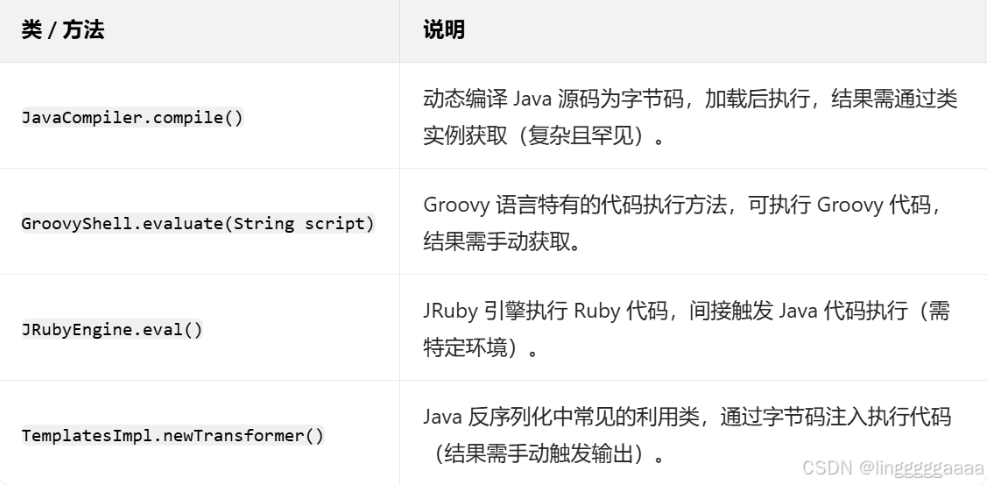 类 / 方法
说明
JavaCompiler.compile()
动态编译 Java 源码为字节码，加载后执行，结果需通过类
实例获取（复杂且罕见）。
GroovyShell.evaluate(String script)
Groovy 语言特有的代码执行方法，可执行 Groovy 代码，
结果需手动获取。
JRubyEngine.eval()
JRuby 引擎执行 Ruby 代码，间接触发 Java 代码执行（需
特定环境）。
TemplatesImpl.newTransformer()
Java 反序列化中常见的利用类，通过字节码注入执行代码
（结果需手动触发输出）。
CSDN @lingggggaaaa